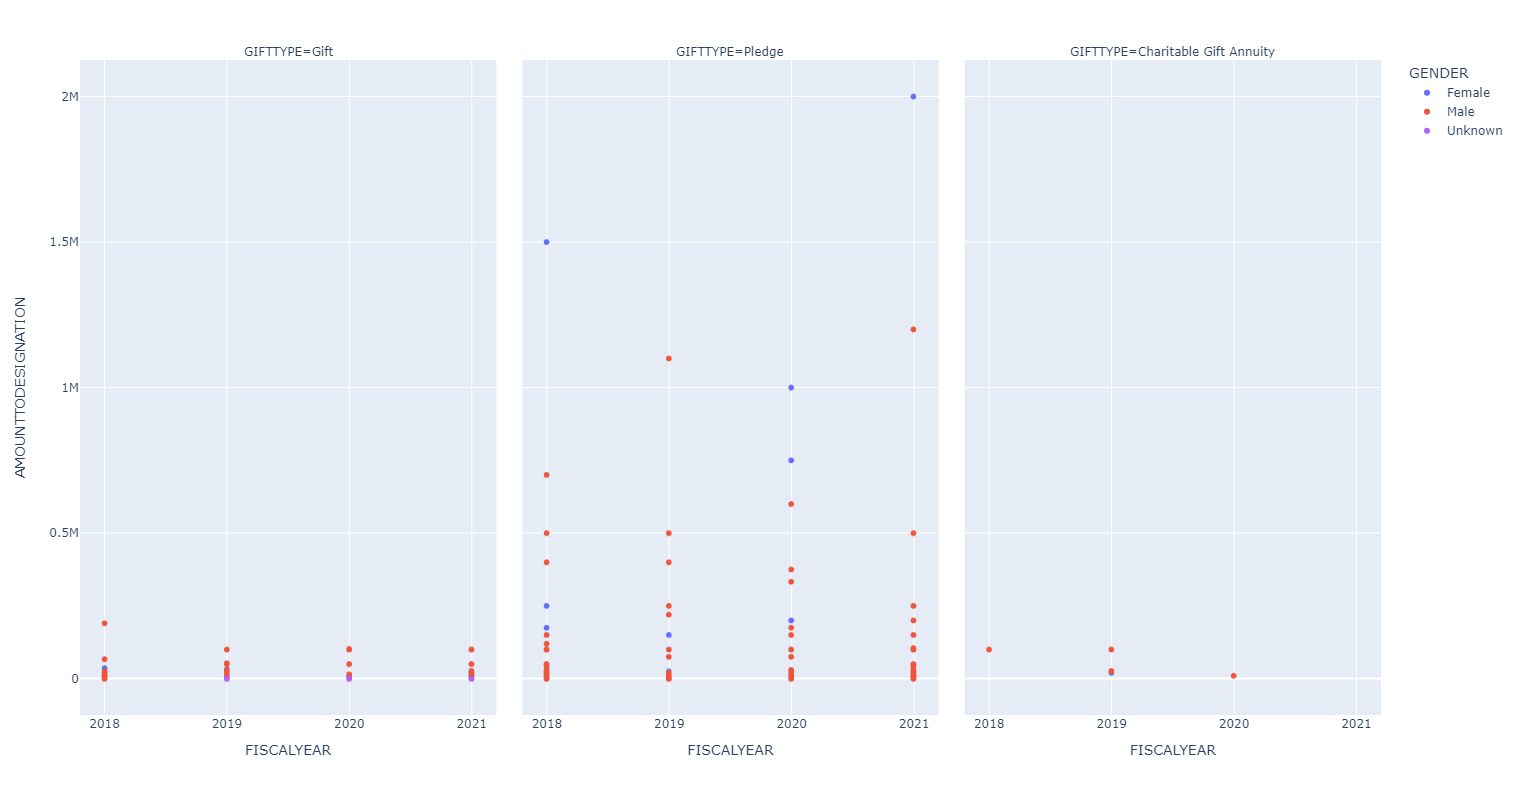 GIFTTYPE=Gift
GIFTTYPE=Pledge
GIFTTYPE=Charitable Gift Annuity
GENDER
Female
Male
Unknown
2M
1.5M
1M
0.5M
0
AMOUNTTODESIGNATION
2018 2019 2020 2021
2018 2019 2020 2021
2018 2019 2020 2021
FISCALYEAR
FISCALYEAR
FISCALYEAR